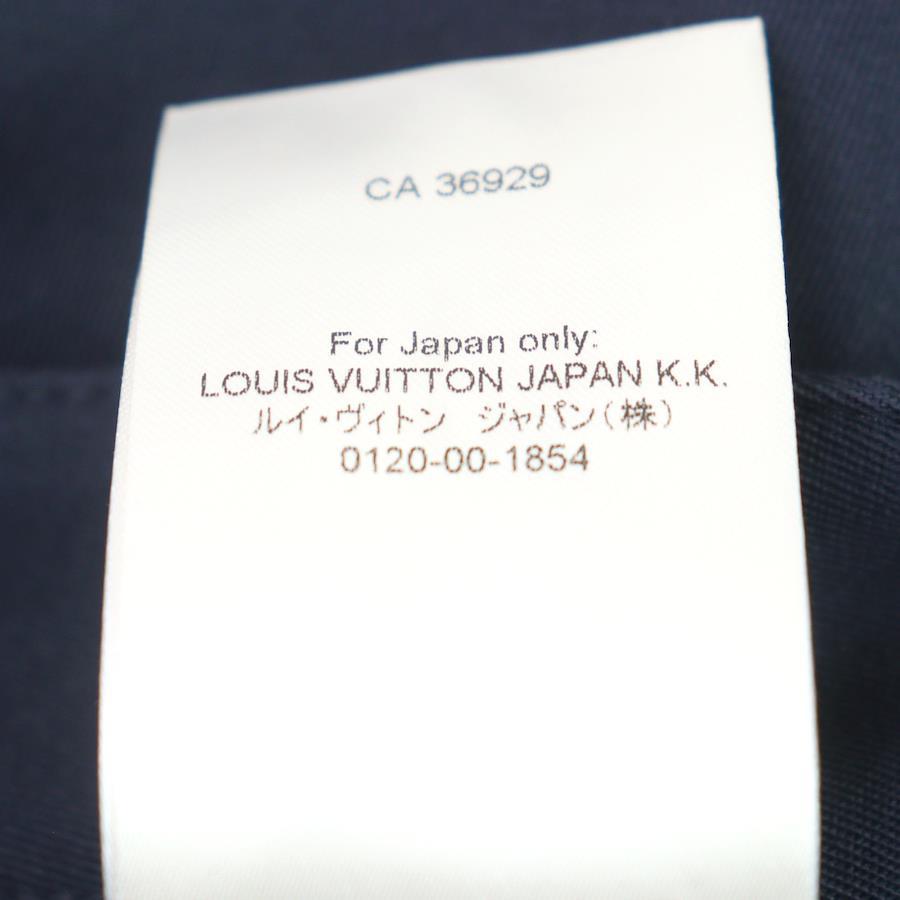 CA 36929
For Japan only:
LOUIS VUITTON JAPAN K.K.
ルイ・ヴィトン　ジャパン(株)
0120-00-1854